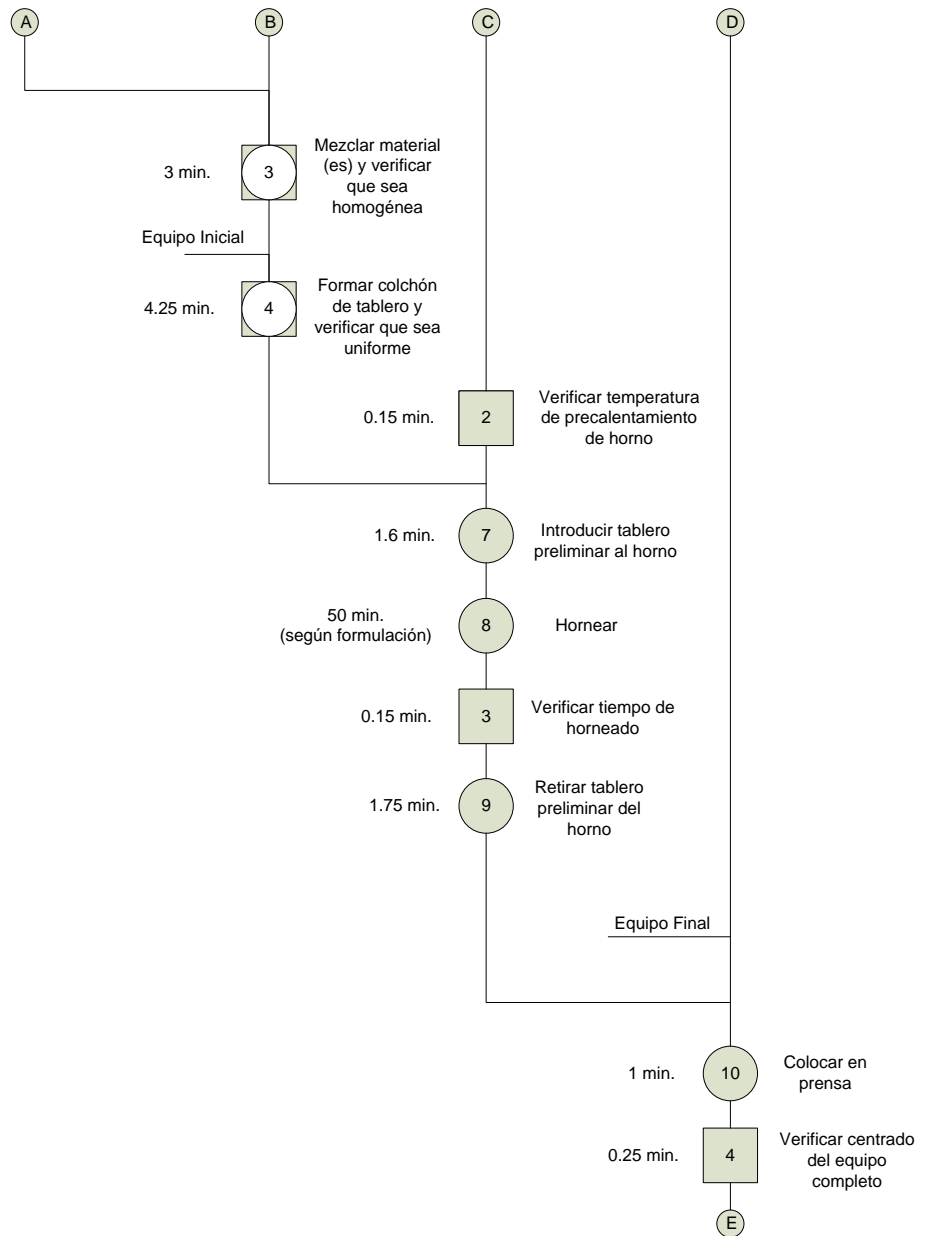 A
B
C
D
3 min.
3
Mezclar material
(es) y verificar
que sea
homogénea
Equipo Inicial
4.25 min.
4
Formar colchón
de tablero y
verificar que sea
uniforme
0.15 min.
2
Verificar temperatura
de precalentamiento
de horno
1.6 min.
7
Introducir tablero
preliminar al horno
50 min.
(según formulación)
8
Hornear
0.15 min.
3
Verificar tiempo de
horneado
1.75 min.
9
Retirar tablero
preliminar del
horno
Equipo Final
1 min.
10
Colocar en
prensa
0.25 min.
4
Verificar centrado
del equipo
completo
E